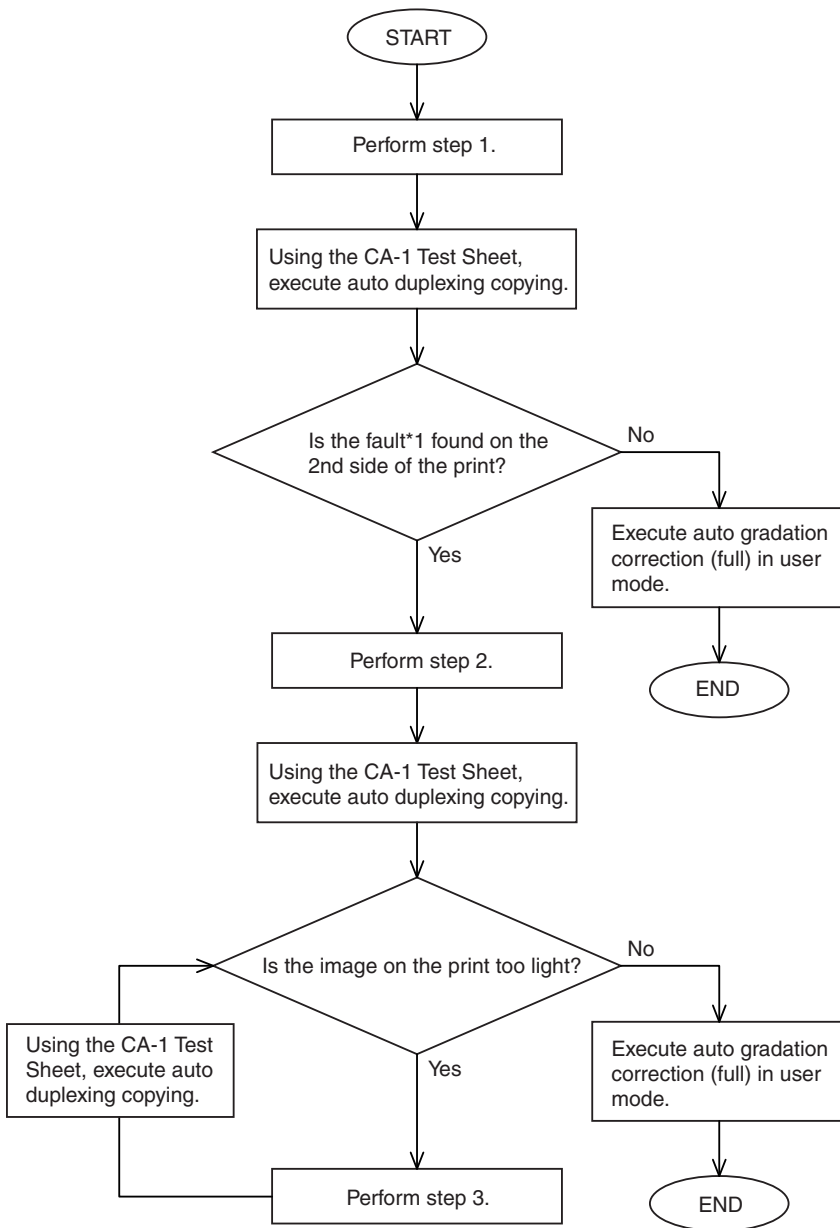 START
Perform step 1.
Using the CA-1 Test Sheet,
execute auto duplexing copying.
Is the fault*1 found on the
2nd side of the print?
No
Execute auto gradation
correction (full) in user
mode.
END
Yes
Perform step 2.
Using the CA-1 Test Sheet,
execute auto duplexing copying.
Is the image on the print too light?
No
Execute auto gradation
correction (full) in user
mode.
END
Yes
Perform step 3.
Using the CA-1 Test
Sheet, execute auto
duplexing copying.